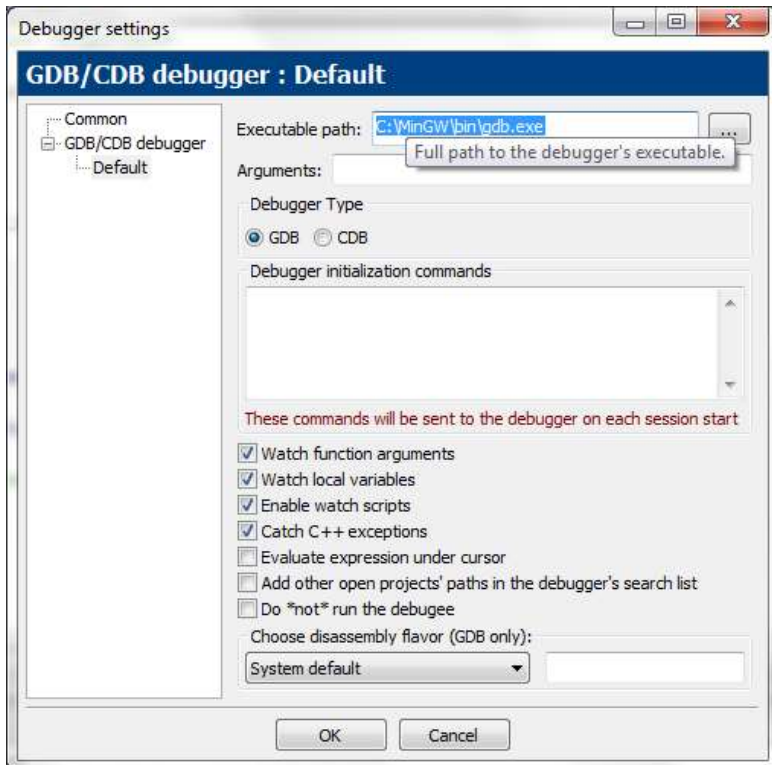 Debugger settings
GDB/CDB debugger : Default
Common
GDB/CDB debugger
Default
Executable path: C:\MinGW\bin\gdb.exe ...
Full path to the debugger's executable.
Arguments:
Debugger Type
GDB CDB
Debugger initialization commands
These commands will be sent to the debugger on each session start
Watch function arguments
Watch local variables
Enable watch scripts
Catch C++ exceptions
Evaluate expression under cursor
Add other open projects' paths in the debugger's search list
Do *not* run the debugee
Choose disassembly flavor (GDB only):
System default
OK Cancel